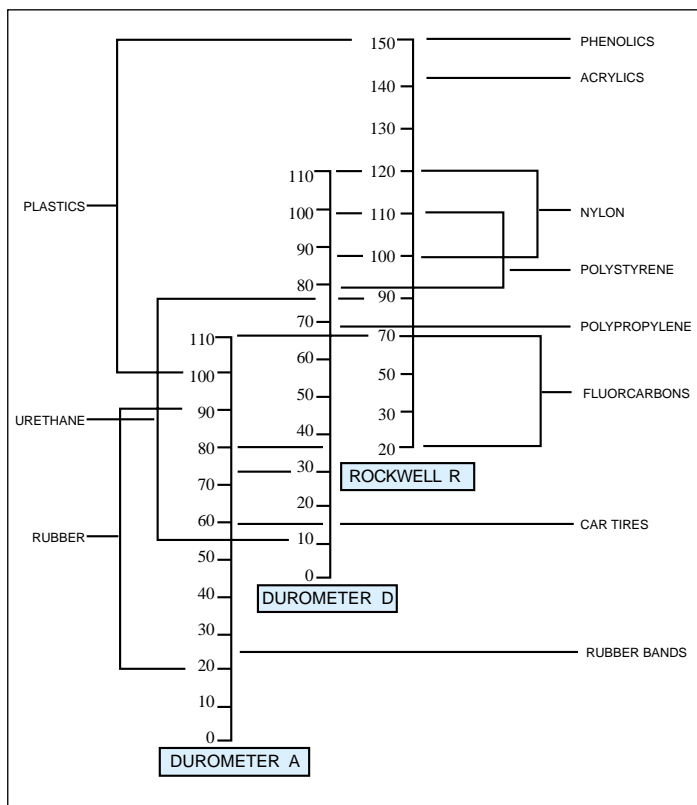 150
PHENOLICS
140
ACRYLICS
130
110
120
PLASTICS
100
110
NYLON
90
100
POLYSTYRENE
80
90
70
POLYPROPYLENE
110
70
60
100
50
50
FLUORCARBONS
90
30
URETHANE
40
80
20
30
70
ROCKWELL R
20
60
CAR TIRES
RUBBER
10
50
0
40
DURO­METER D
30
20
RUBBER BANDS
10
0
DUROMETER A